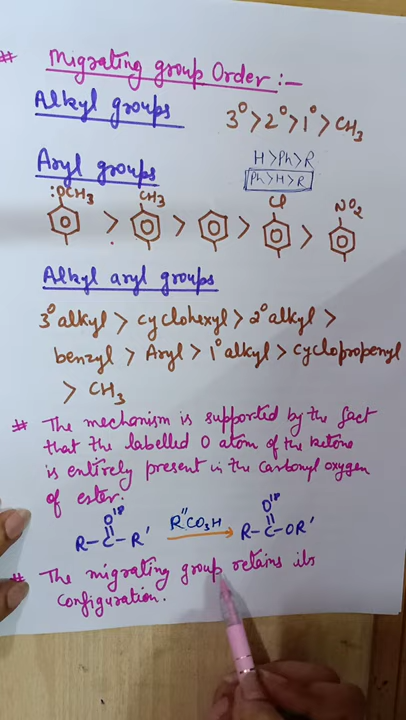 # Migrating group Order :-
Alkyl groups
3° > 2° > 1° > CH3
Aryl groups
H > Ph > R
Ph > H > R
:OCH3 > CH3 > > Cl > NO2
Alkyl aryl groups
3° alkyl > cyclohexyl > 2° alkyl >
benzyl > Aryl > 1° alkyl > cyclopropenyl
> CH3
# The mechanism is supported by the fact
that the labelled O atom of the ketone
is entirely present in the carbonyl oxygen
of ester.
O18 O18
R-C-R' R''CO3H R-C-OR'
# The migrating group retains its
configuration.